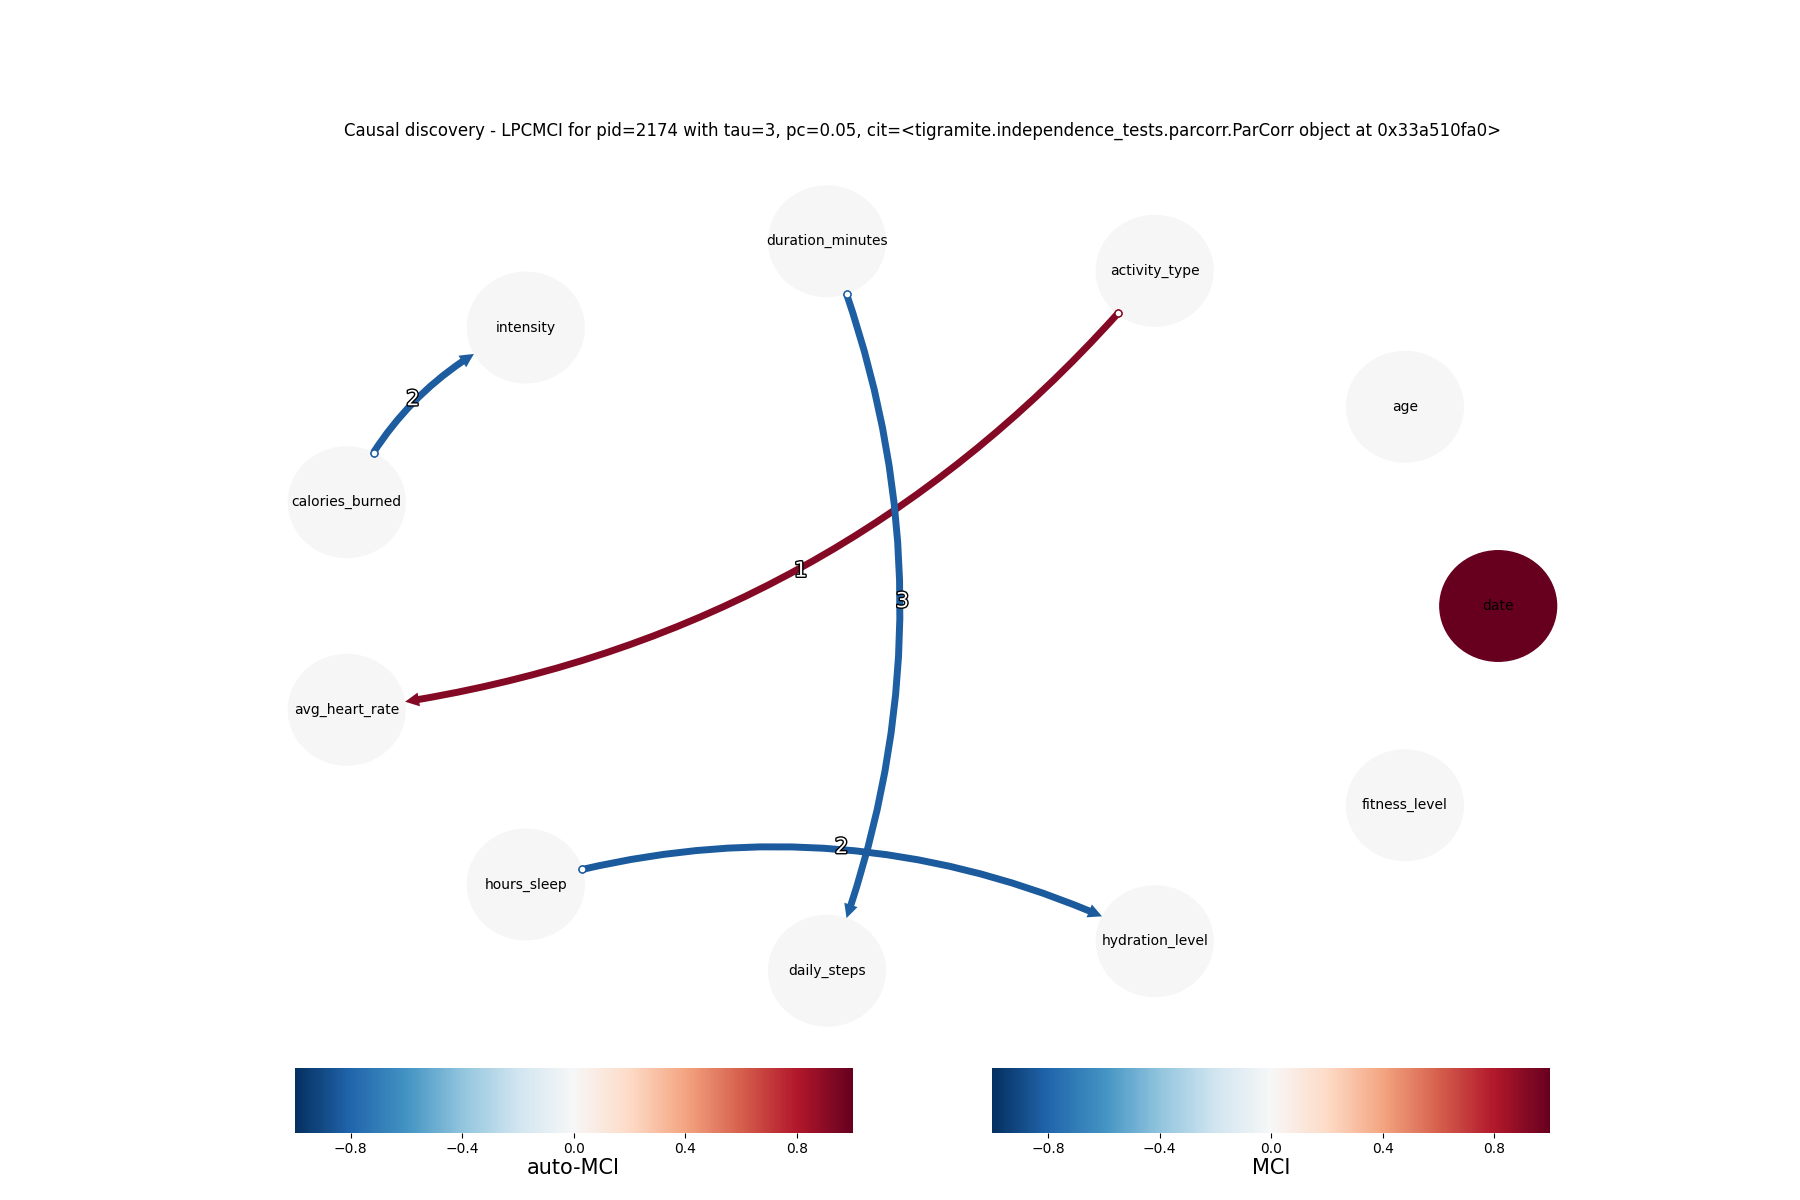 Causal discovery - LPCMCI for pid=2174 with tau=3, pc=0.05, cit=<tigramite.independence_tests.parcorr.ParCorr object at 0x33a510fa0>
duration_minutes
activity_type
intensity
2
age
calories_burned
1
3
date
avg_heart_rate
fitness_level
2
hours_sleep
hydration_level
daily_steps
−0.8 −0.4 0.0 0.4 0.8
auto-MCI
−0.8 −0.4 0.0 0.4 0.8
MCI